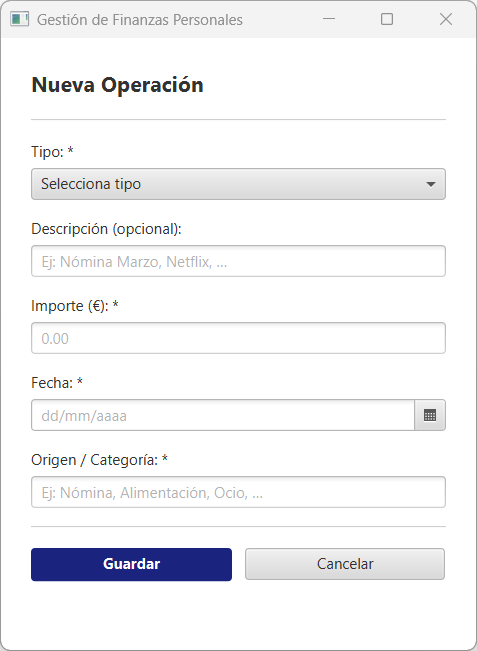 Gestión de Finanzas Personales
Nueva Operación
Tipo: *
Selecciona tipo
Descripción (opcional):
Ej: Nómina Marzo, Netflix, ...
Importe (€): *
0.00
Fecha: *
dd/mm/aaaa
Origen / Categoría: *
Ej: Nómina, Alimentación, Ocio, ...
Guardar Cancelar